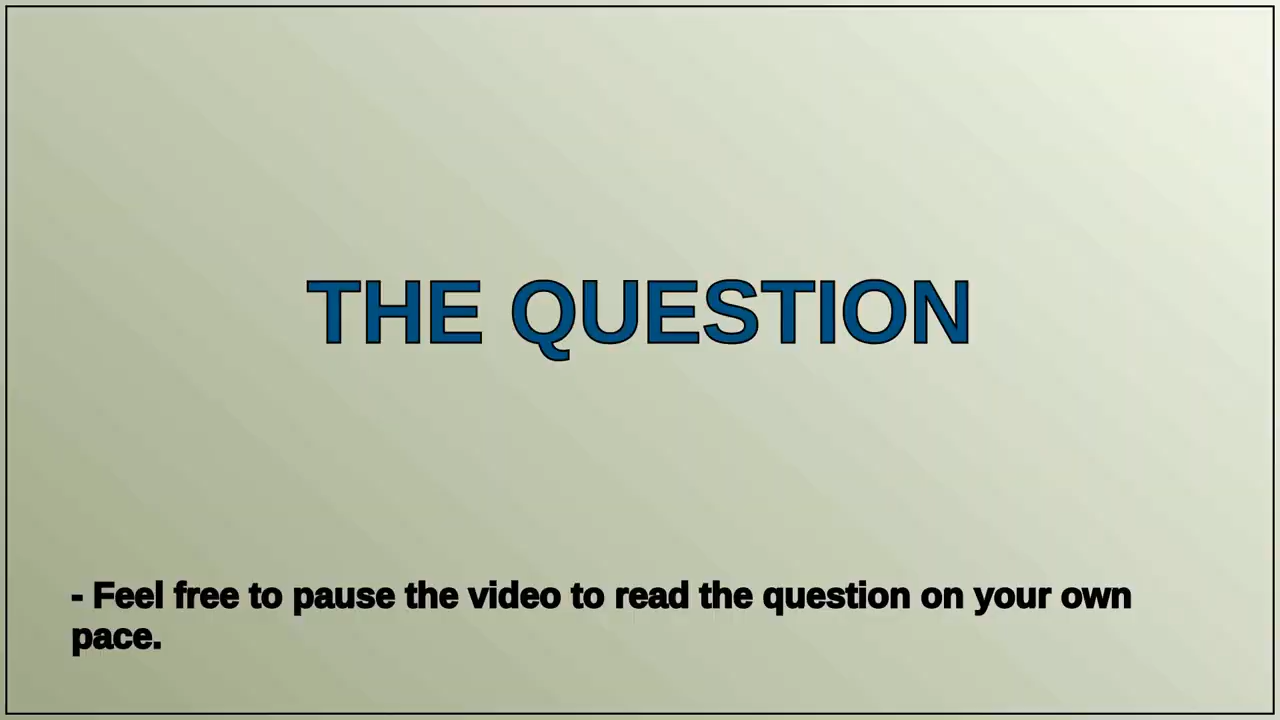 THE QUESTION
- Feel free to pause the video to read the question on your own
pace.